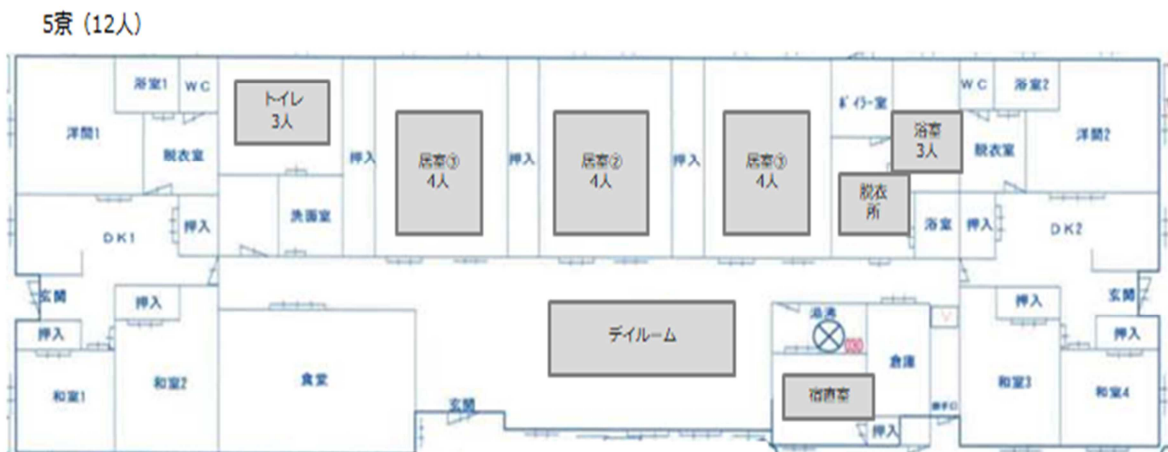 5寮（12人）
浴室1
WC
トイレ
3人
ボイラー室
浴室
3人
WC
浴室2
洋間1
脱衣室
押入
居室③
4人
押入
居室②
4人
押入
居室①
4人
脱衣室
洋間2
脱衣
所
洗面室
押入
DK1
浴室
押入
DK2
玄関
押入
押入
デイルーム
湯沸
倉庫
押入
玄関
押入
和室1
和室2
食堂
玄関
宿直室
押入
勝手口
和室3
和室4